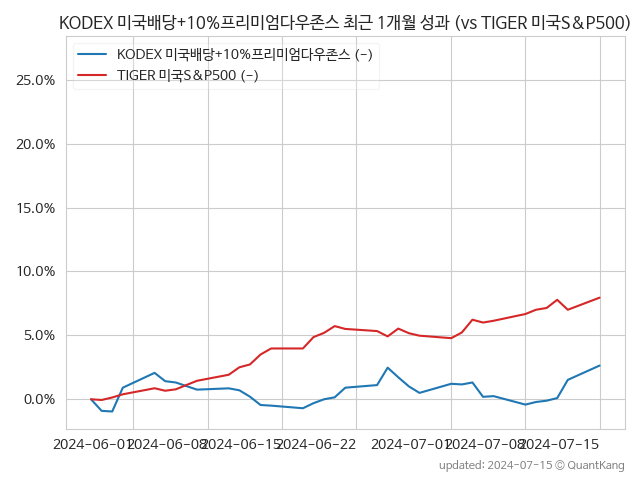 KODEX 미국배당+10%프리미엄다우존스 최근 1개월 성과 (vs TIGER 미국S&P500)
KODEX 미국배당+10%프리미엄다우존스 (-)
TIGER 미국S&P500 (-)
25.0%
20.0%
15.0%
10.0%
5.0%
0.0%
2024-06-01 2024-06-08 2024-06-15 2024-06-22 2024-07-01 2024-07-08 2024-07-15
updated: 2024-07-15 © QuantKang